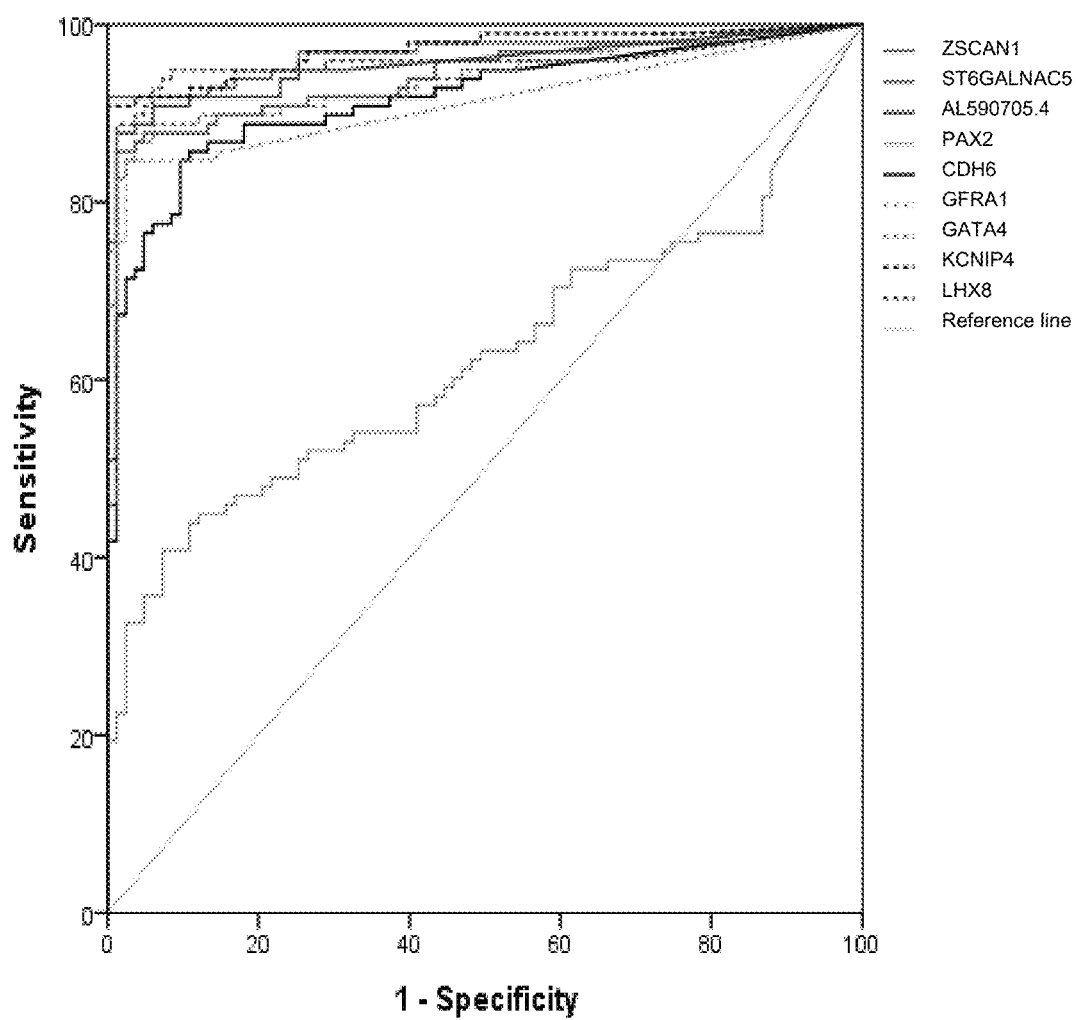 100
80
60
40
20
0
0 20 40 60 80 100
Sensitivity
1 - Specificity
ZSCAN1
ST6GALNAC5
AL590705.4
PAX2
CDH6
GFRA1
GATA4
KCNIP4
LHX8
Reference line